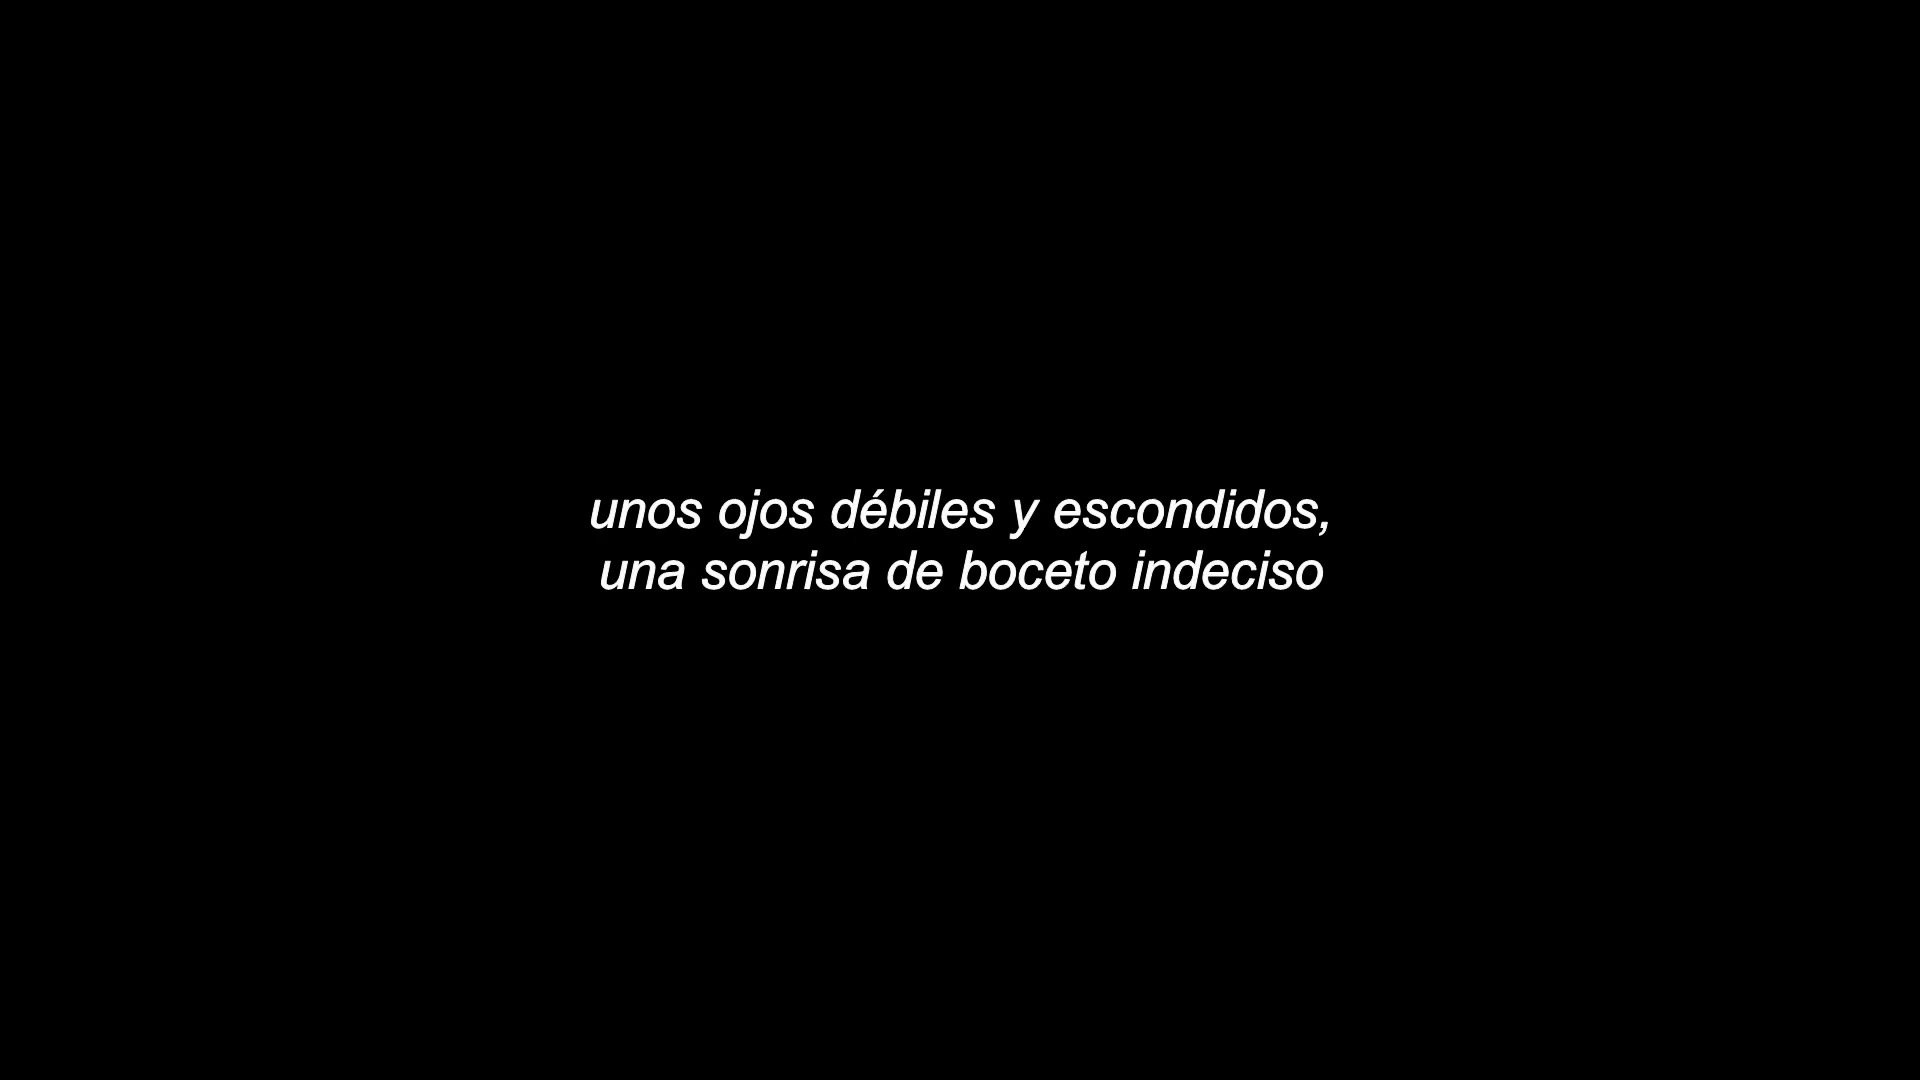 unos ojos débiles y escondidos,
una sonrisa de boceto indeciso